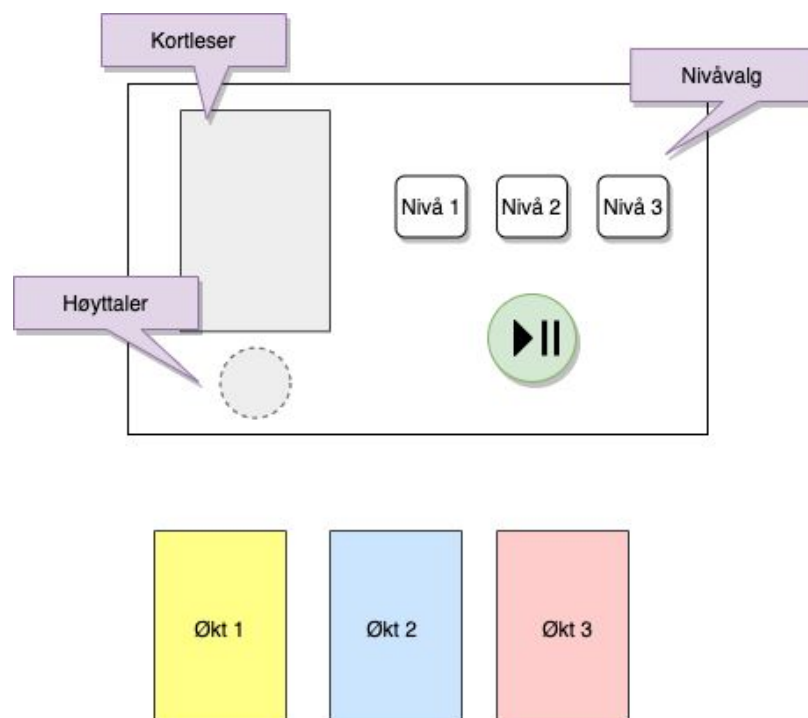 Kortleser
Nivåvalg
Nivå 1
Nivå 2
Nivå 3
Høyttaler
Økt 1
Økt 2
Økt 3